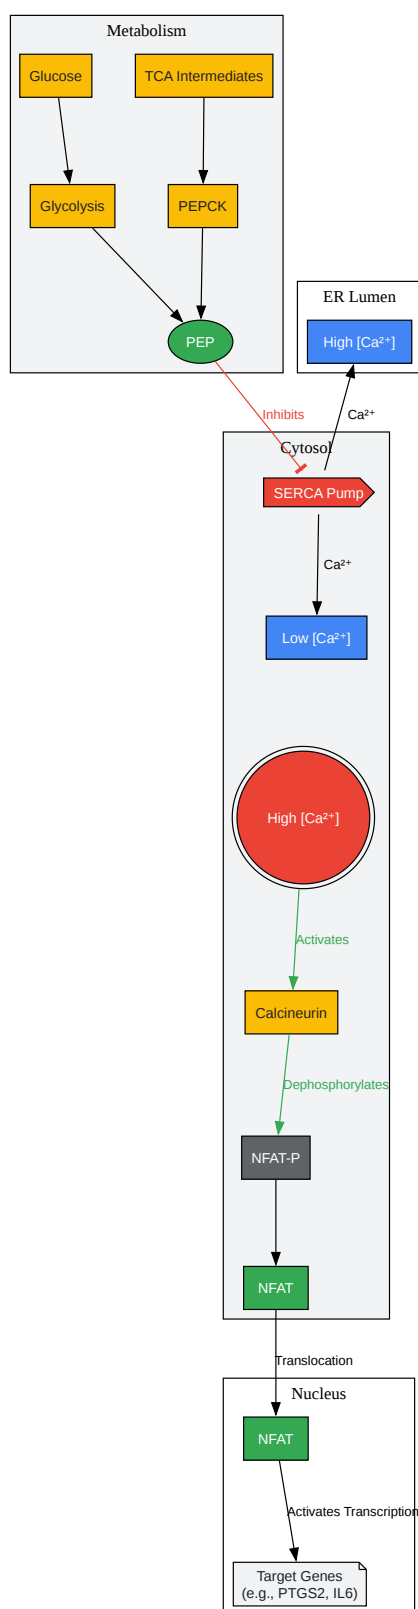 Metabolism
Glucose
TCA Intermediates
Glycolysis
PEPCK
PEP
ER Lumen
High [Ca²⁺]
Inhibits
Ca²⁺
Cytosol
SERCA Pump
Ca²⁺
Low [Ca²⁺]
High [Ca²⁺]
Activates
Calcineurin
Dephosphorylates
NFAT-P
NFAT
Translocation
Nucleus
NFAT
Activates Transcription
Target Genes
(e.g., PTGS2, IL6)